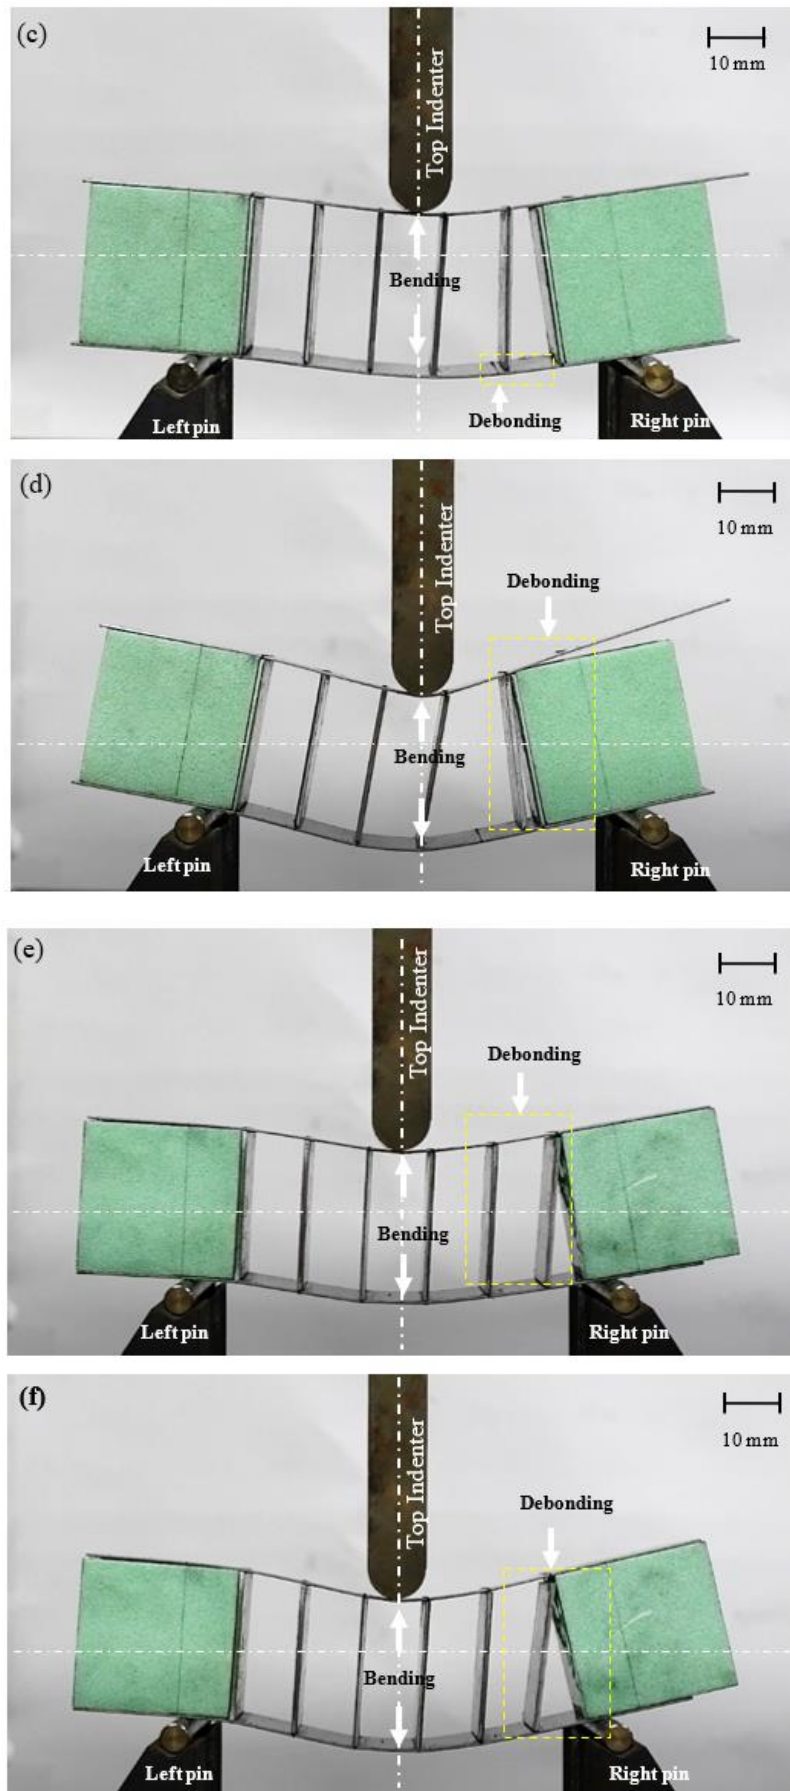 (c)
10 mm
Top Indenter
Bending
Debonding
Left pin
Right pin
(d)
10 mm
Top Indenter
Debonding
Bending
Left pin
Right pin
(e)
10 mm
Top Indenter
Debonding
Bending
Left pin
Right pin
(f)
10 mm
Top Indenter
Debonding
Bending
Left pin
Right pin